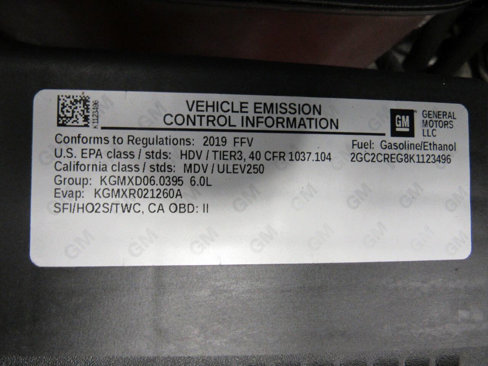 K1123496
VEHICLE EMISSION
CONTROL INFORMATION
GM
GENERAL
MOTORS
LLC
Conforms to Regulations: 2019 FFV
Fuel: Gasoline/Ethanol
U.S. EPA class / stds: HDV / TIER3, 40 CFR 1037.104
2GC2CREG8K1123496
California class / stds: MDV / ULEV250
Group: KGMXD06.0395 6.0L
Evap: KGMXR021260A
SFI/HO2S/TWC, CA OBD: II